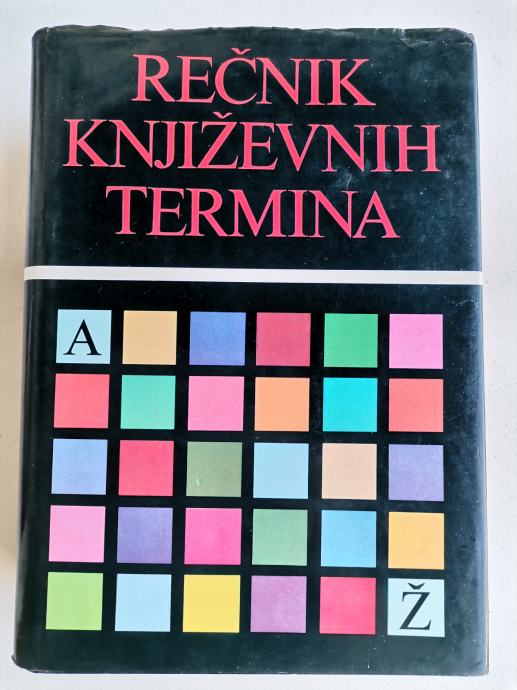 REČNIK
KNJIŽEVNIH
TERMINA
A
Ž